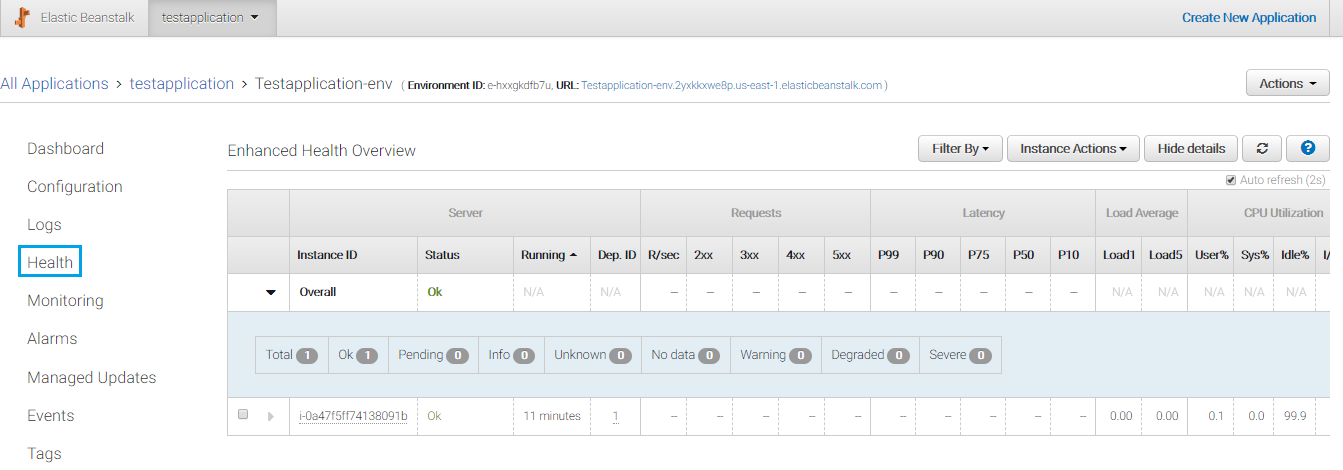 Elastic Beanstalk testapplication Create New Application
All Applications > testapplication > Testapplication-env ( Environment ID: e-hxxgkdfb7u, URL: Testapplication-env.2yxkkxwe8p.us-east-1.elasticbeanstalk.com ) Actions
Dashboard
Configuration
Logs
Health
Monitoring
Alarms
Managed Updates
Events
Tags
Enhanced Health Overview Filter By Instance Actions Hide details
Auto refresh (2s)
Server Requests Latency Load Average CPU Utilization
Instance ID Status Running Dep. ID R/sec 2xx 3xx 4xx 5xx P99 P90 P75 P50 P10 Load1 Load5 User% Sys% Idle% I/
Overall Ok N/A N/A -- -- -- -- -- -- -- -- -- -- N/A N/A N/A N/A N/A
Total 1 Ok 1 Pending 0 Info 0 Unknown 0 No data 0 Warning 0 Degraded 0 Severe 0
i-0a47f5ff74138091b Ok 11 minutes 1 -- -- -- -- -- -- -- -- -- -- 0.00 0.00 0.1 0.0 99.9